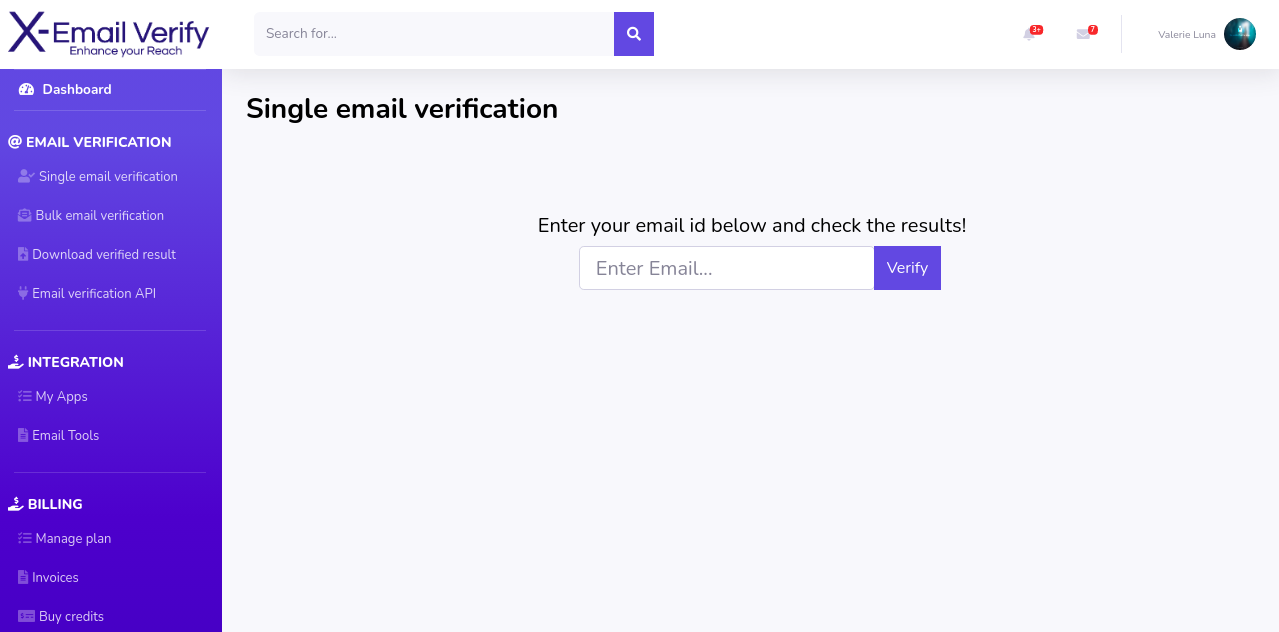 X-Email Verify
Enhance your Reach
Search for...
3+
7
Valerie Luna
Dashboard
EMAIL VERIFICATION
Single email verification
Bulk email verification
Download verified result
Email verification API
INTEGRATION
My Apps
Email Tools
BILLING
Manage plan
Invoices
Buy credits
Single email verification
Enter your email id below and check the results!
Enter Email...
Verify